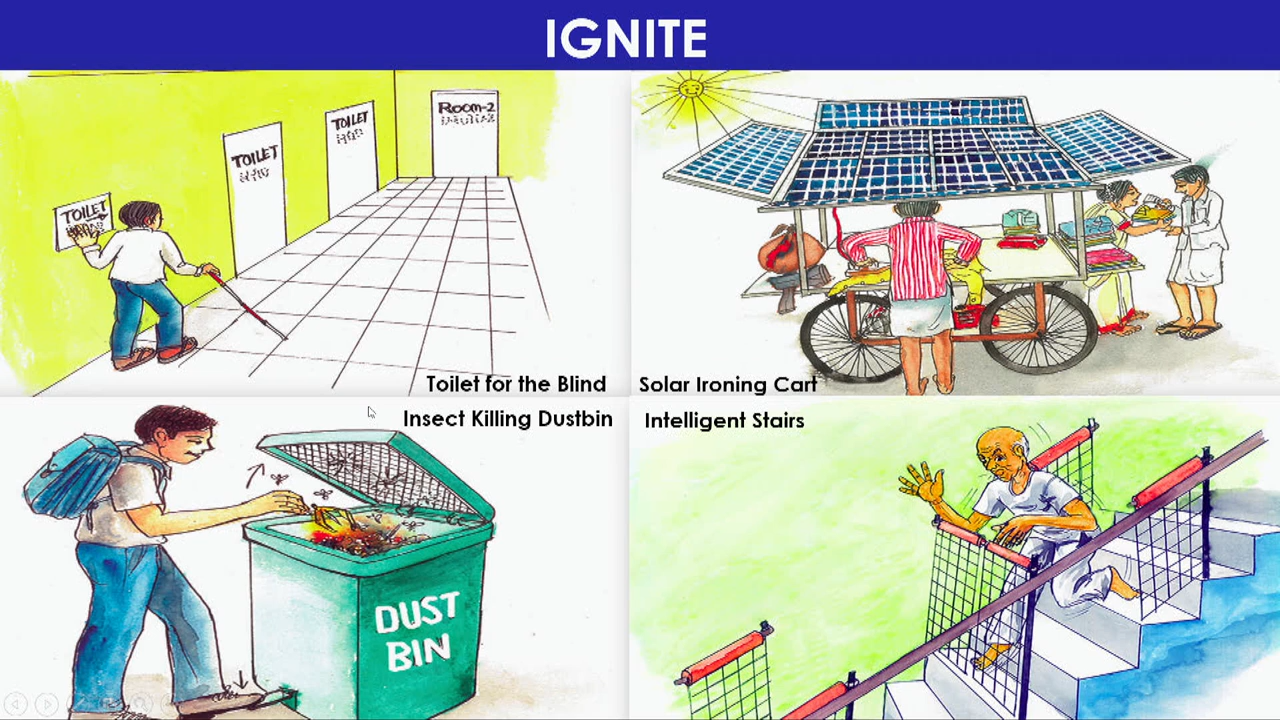 IGNITE
TOILET
TOILET
TOILET
Room-2
Toilet for the Blind
Solar Ironing Cart
Insect Killing Dustbin
Intelligent Stairs
DUST
BIN